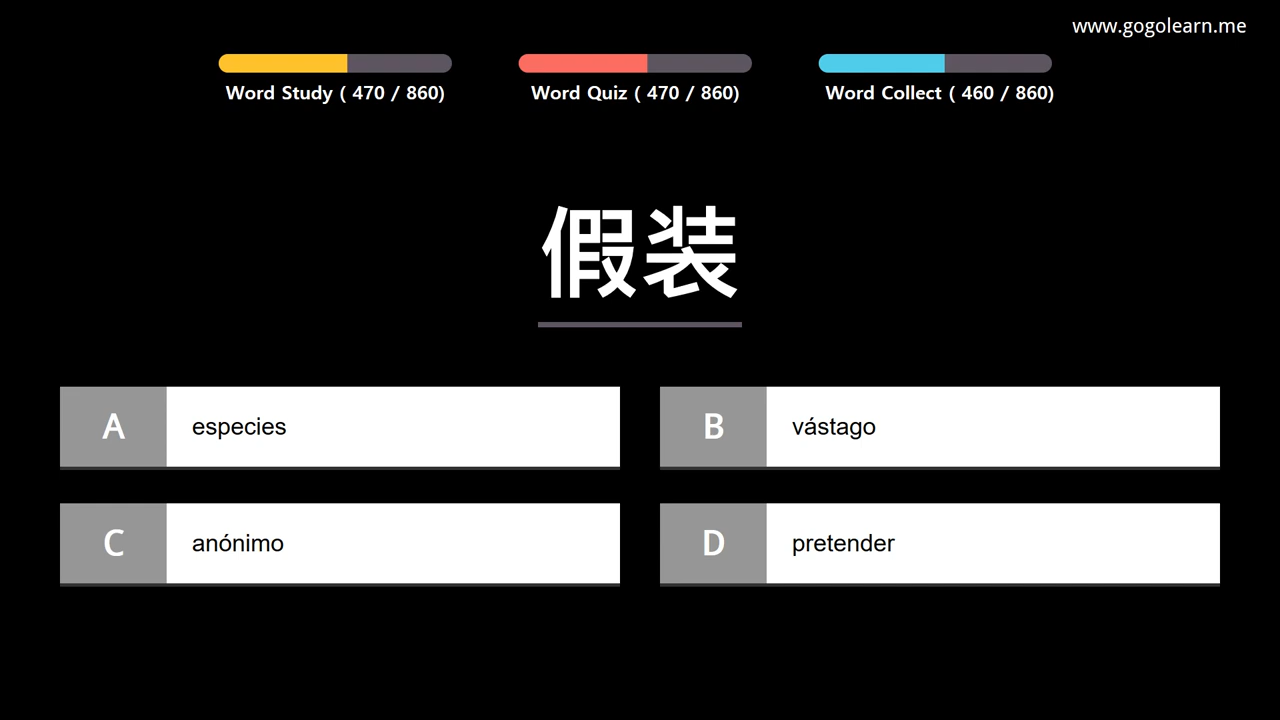 www.gogolearn.me
Word Study ( 470 / 860)
Word Quiz ( 470 / 860)
Word Collect ( 460 / 860)
假装
A especies
B vástago
C anónimo
D pretender